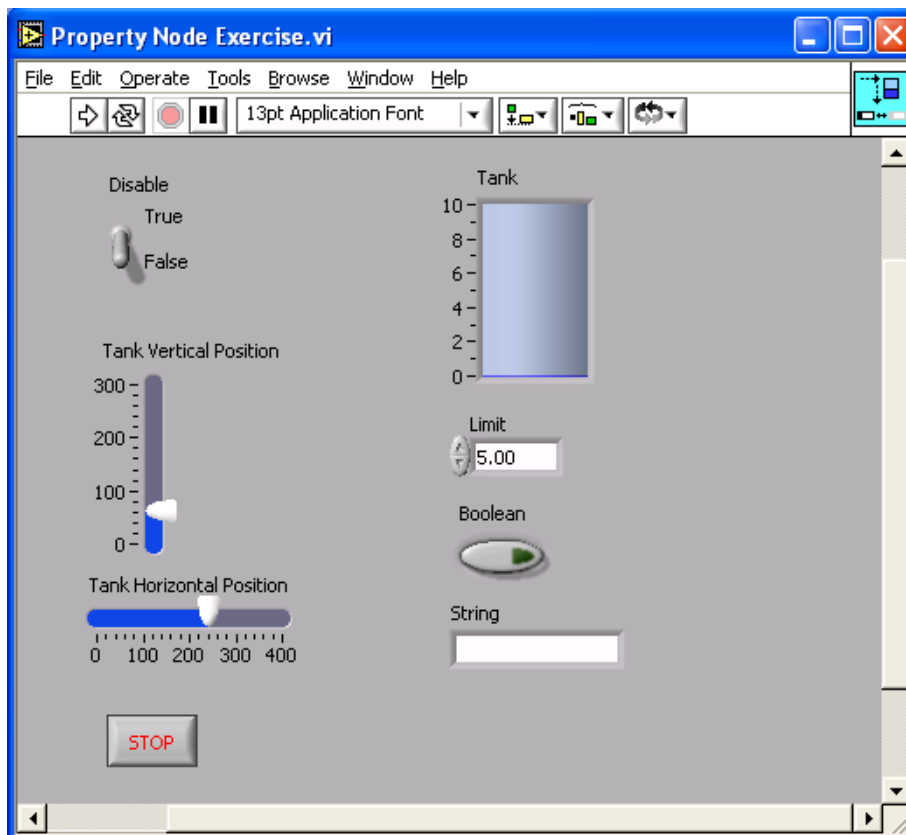 Property Node Exercise.vi
File Edit Operate Tools Browse Window Help
13pt Application Font
Disable
True
False
Tank
10
8
6
4
2
0
Tank Vertical Position
300
200
100
0
Limit
5.00
Boolean
Tank Horizontal Position
0 100 200 300 400
String
STOP